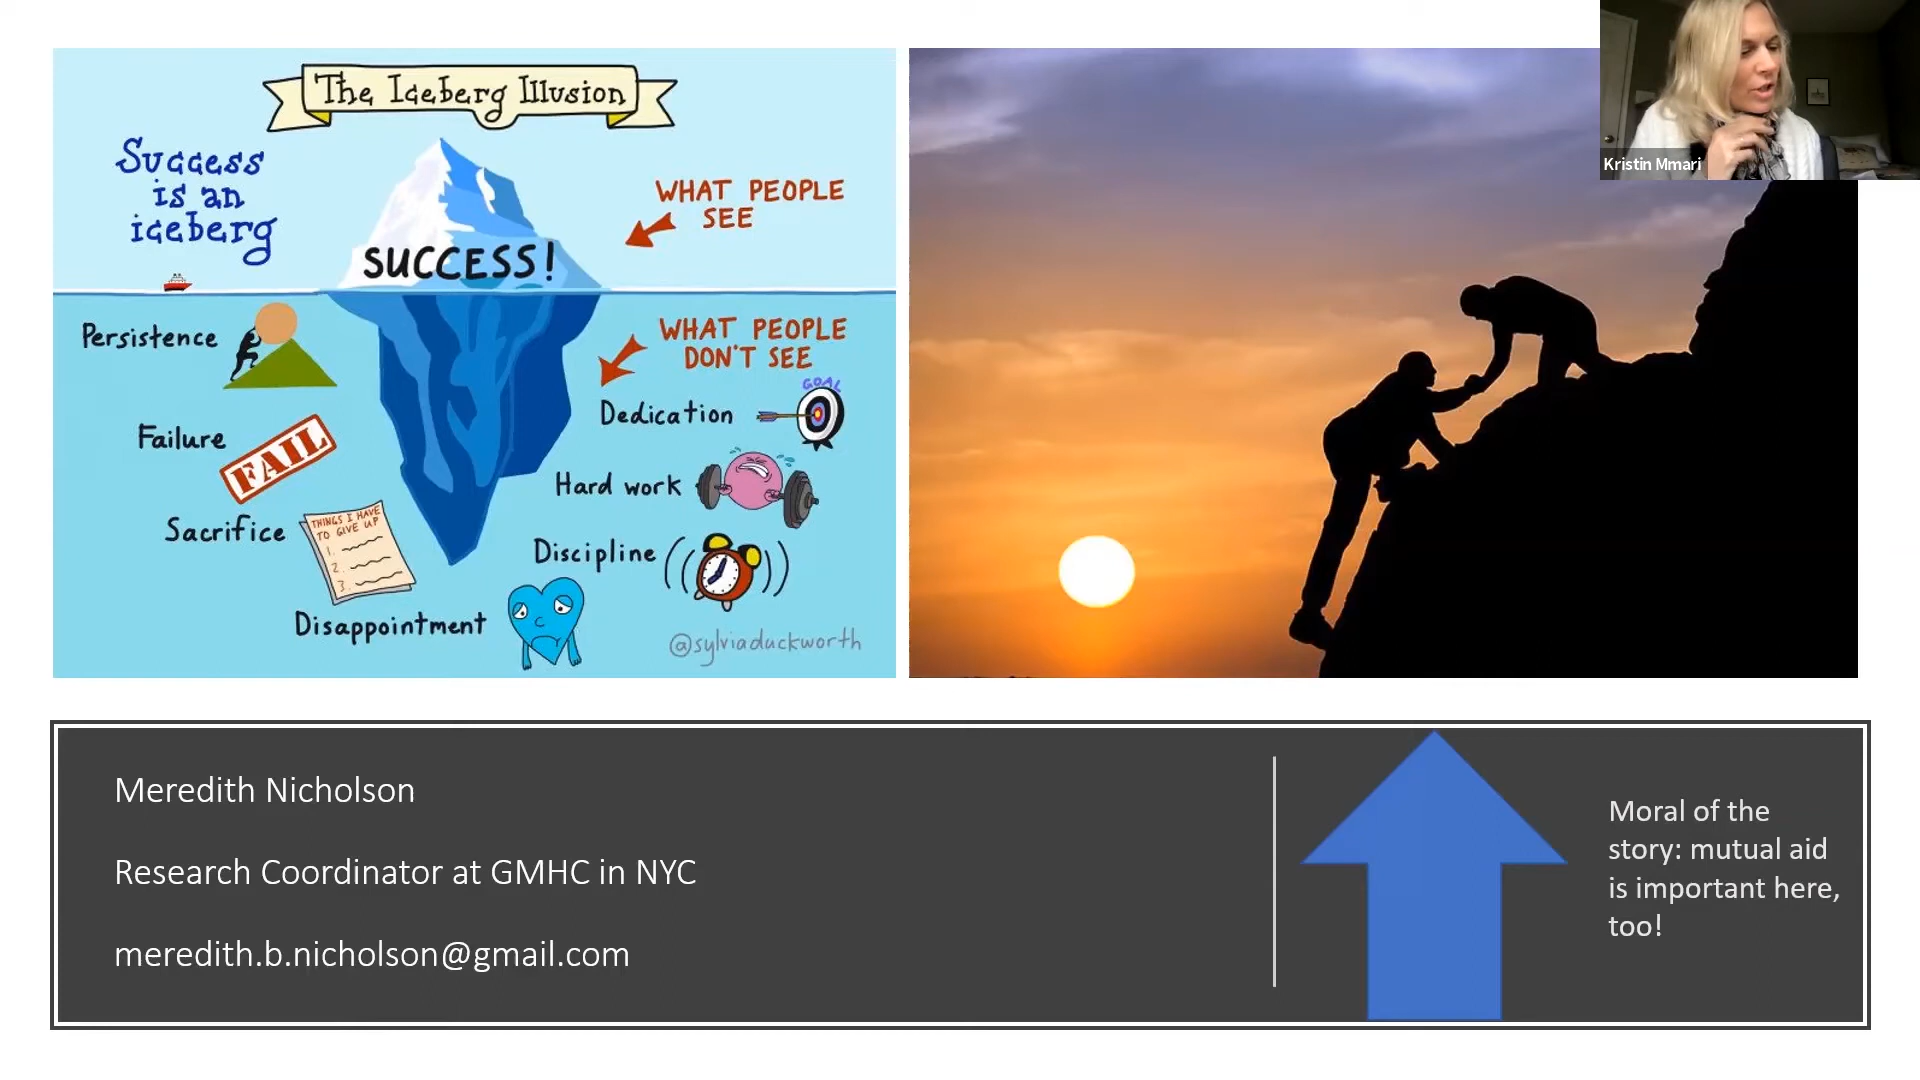 The Iceberg Illusion
Success
is an
iceberg
WHAT PEOPLE
SEE
SUCCESS!
Persistence
WHAT PEOPLE
DON'T SEE
GOAL
Dedication
Failure
FAIL
Hard work
Sacrifice
THINGS I HAVE
TO GIVE UP
1.
2.
3.
Discipline
Disappointment
@sylviaduckworth
Kristin Mmari
Meredith Nicholson
Research Coordinator at GMHC in NYC
meredith.b.nicholson@gmail.com
Moral of the
story: mutual aid
is important here,
too!